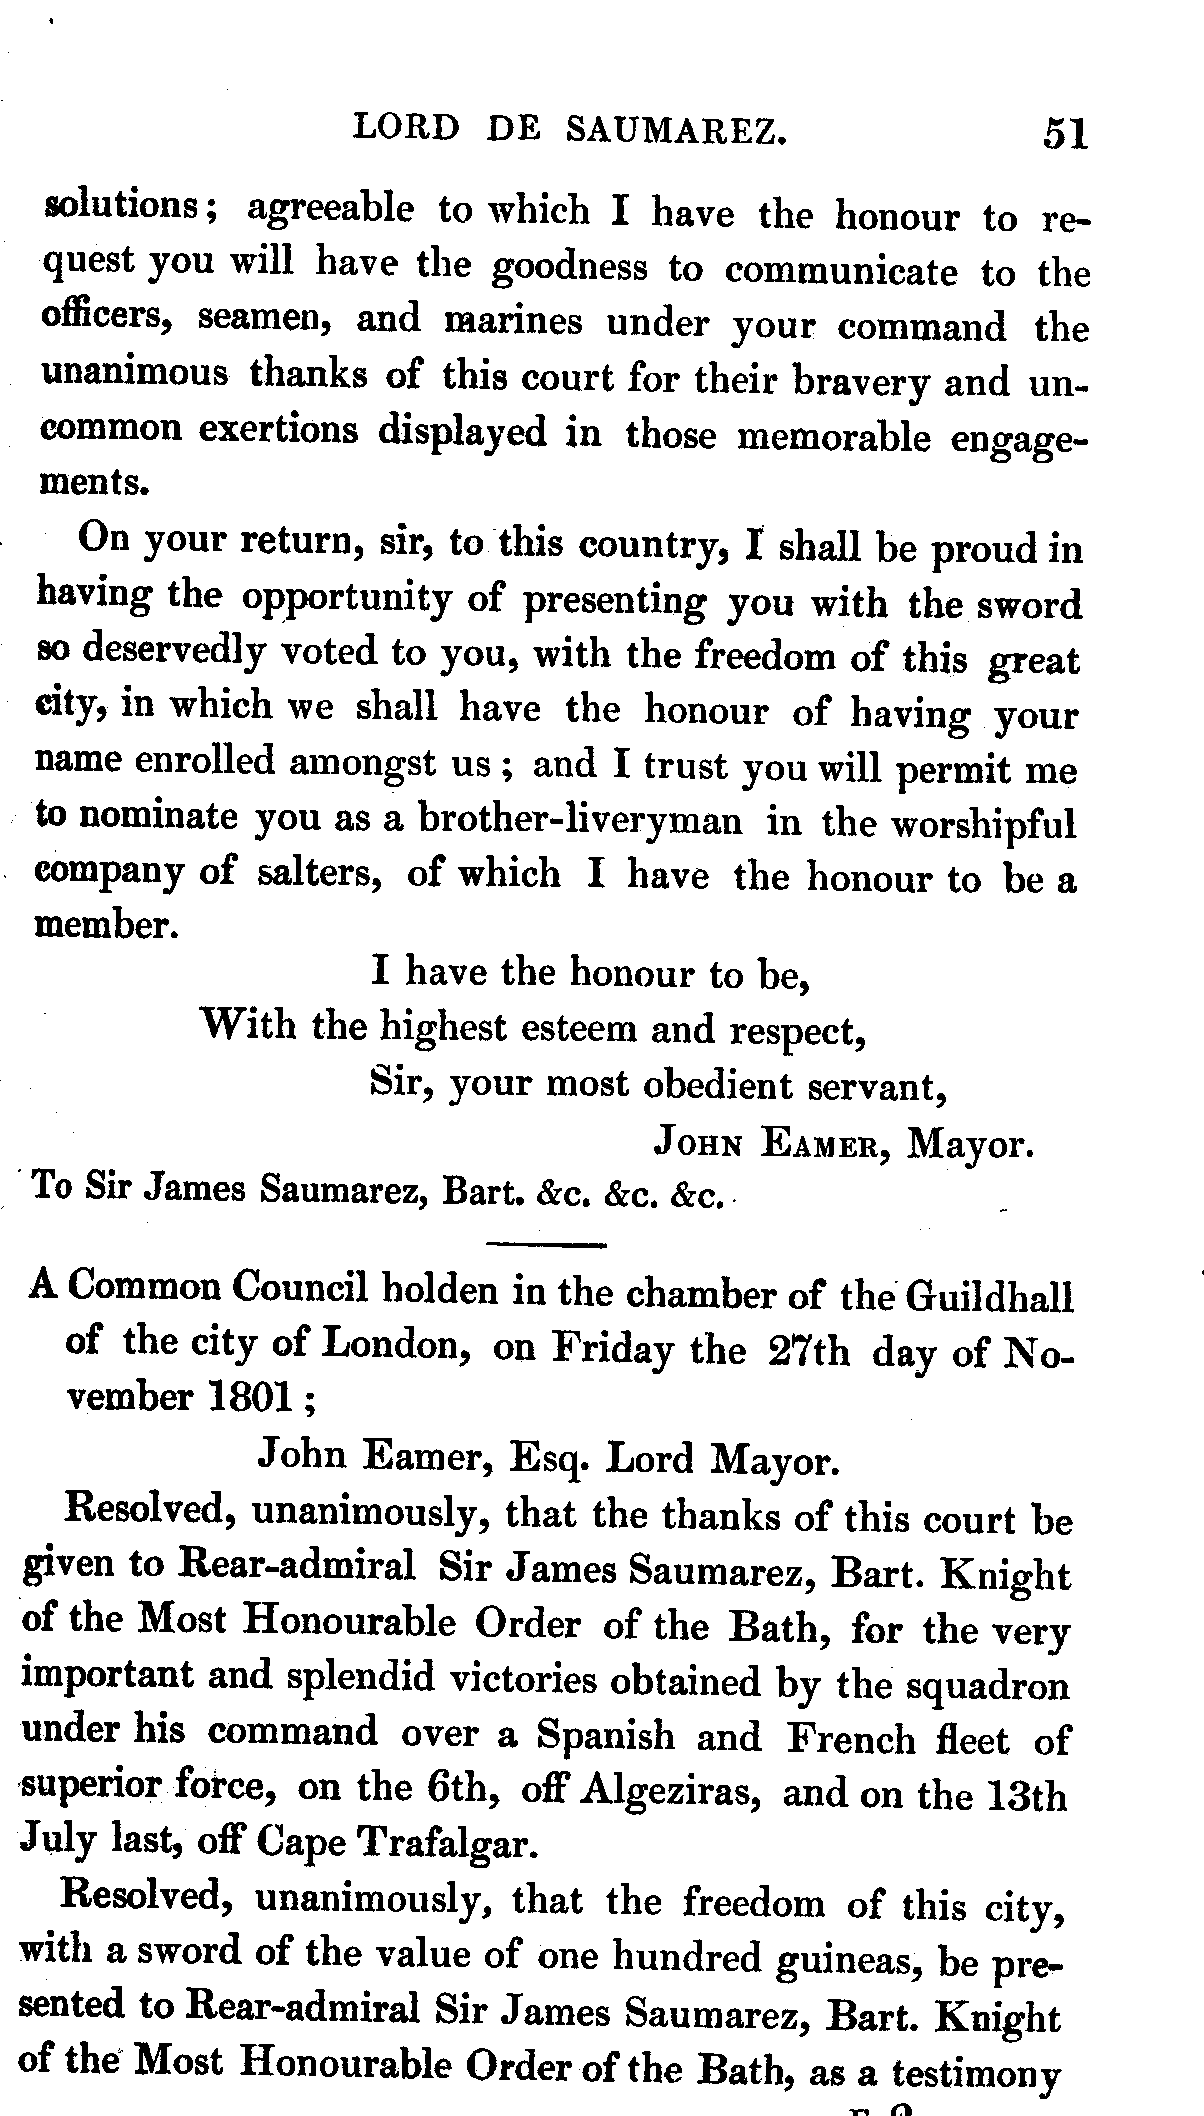 LORD DE SAUMAREZ. 51
solutions; agreeable to which I have the honour to re-
quest you will have the goodness to communicate to the
officers, seamen, and marines under your command the
unanimous thanks of this court for their bravery and un-
common exertions displayed in those memorable engage-
ments.
On your return, sir, to this country, I shall be proud in
having the opportunity of presenting you with the sword
so deservedly voted to you, with the freedom of this great
city, in which we shall have the honour of having your
name enrolled amongst us; and I trust you will permit me
to nominate you as a brother-liveryman in the worshipful
company of salters, of which I have the honour to be a
member.
I have the honour to be,
With the highest esteem and respect,
Sir, your most obedient servant,
JOHN EAMER, Mayor.
To Sir James Saumarez, Bart. &c. &c. &c.
A Common Council holden in the chamber of the Guildhall
of the city of London, on Friday the 27th day of No-
vember 1801;
John Eamer, Esq. Lord Mayor.
Resolved, unanimously, that the thanks of this court be
given to Rear-admiral Sir James Saumarez, Bart. Knight
of the Most Honourable Order of the Bath, for the very
important and splendid victories obtained by the squadron
under his command over a Spanish and French fleet of
superior force, on the 6th, off Algeziras, and on the 13th
July last, off Cape Trafalgar.
Resolved, unanimously, that the freedom of this city,
with a sword of the value of one hundred guineas, be pre-
sented to Rear-admiral Sir James Saumarez, Bart. Knight
of the Most Honourable Order of the Bath, as a testimony